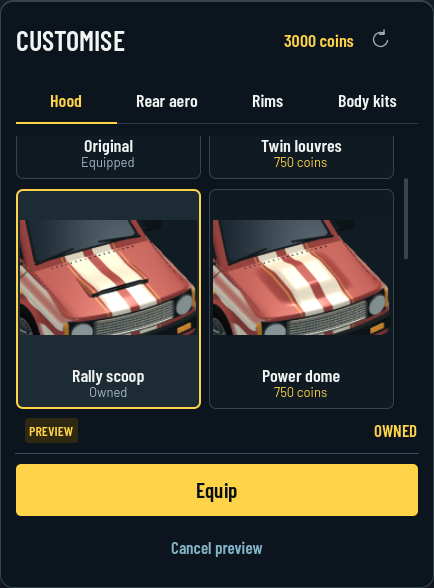 CUSTOMISE
3000 coins
Hood
Rear aero
Rims
Body kits
Original
Equipped
Twin louvres
750 coins
Rally scoop
Owned
Power dome
750 coins
PREVIEW
OWNED
Equip
Cancel preview